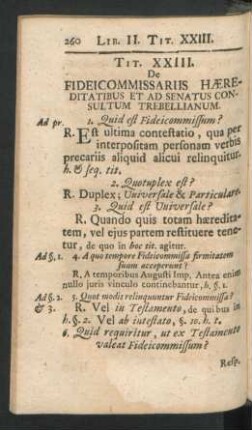 260 LIB. II. TIT. XXIII.
TIT. XXIII.
De
FIDEICOMMISSARIIS HÆRE-
DITATIBUS ET AD SENATUS CON-
SULTUM TREBELLIANUM.
Ad pr. 1. Quid est Fideicommissum?
R. Est ultima contestatio, qua per
interpositam personam verbis
precariis aliquid alicui relinquitur.
h. & seq. tit.
2. Quotuplex est?
R. Duplex; Universale & Particulare.
3. Quid est Universale?
R. Quando quis totam hæredita-
tem, vel ejus partem restituere tene-
tur, de quo in hoc tit. agitur.
Ad §. 1. 4. A quo tempore Fideicommissa firmitatem
suam acceperunt?
R. A temporibus Augusti Imp. Antea enim
nullo juris vinculo continebantur, h. §. 1.
Ad §. 2. 5. Quot modis relinquuntur Fideicommissa?
& 3. R. Vel in Testamento, de quibus in
h. §. 2. Vel ab intestato, §. 10. h. t.
6. Quid requiritur, ut ex Testamento
valeat Fideicommissum?
Resp.